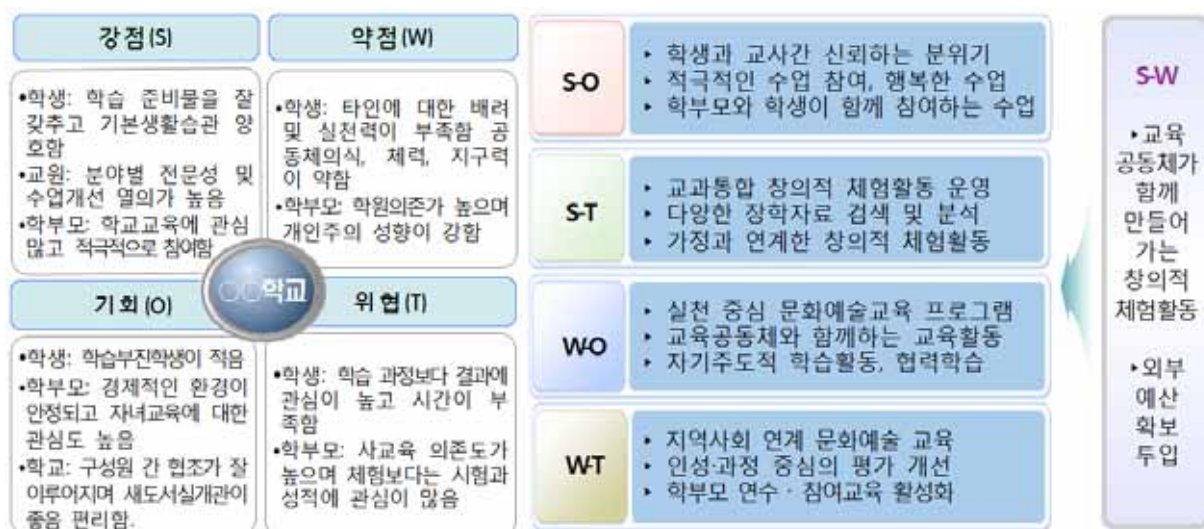 강점(S)
•학생: 학습 준비물을 잘
갖추고 기본생활습관 양
호함
•교원: 분야별 전문성 및
수업개선 열의가 높음
•학부모: 학교교육에 관심
많고 적극적으로 참여함
약점(W)
•학생: 타인에 대한 배려
및 실천력이 부족함 공
동체의식, 체력, 지구력
이 약함
•학부모: 학원의존가 높으며
개인주의 성향이 강함
○○학교
기회(O)
•학생: 학습부진학생이 적음
•학부모: 경제적인 환경이
안정되고 자녀교육에 대한
관심도 높음
•학교: 구성원 간 협조가 잘
이루어지며 새도서실개관이
좋음 편리함.
위협(T)
•학생: 학습 과정보다 결과에
관심이 높고 시간이 부
족함
•학부모: 사교육 의존도가
높으며 체험보다는 시험과
성적에 관심이 많음
S-O
▸ 학생과 교사간 신뢰하는 분위기
▸ 적극적인 수업 참여, 행복한 수업
▸ 학부모와 학생이 함께 참여하는 수업
S-T
▸ 교과통합 창의적 체험활동 운영
▸ 다양한 장학자료 검색 및 분석
▸ 가정과 연계한 창의적 체험활동
W-O
▸ 실천 중심 문화예술교육 프로그램
▸ 교육공동체와 함께하는 교육활동
▸ 자기주도적 학습활동, 협력학습
W-T
▸ 지역사회 연계 문화예술 교육
▸ 인성·과정 중심의 평가 개선
▸ 학부모 연수 · 참여교육 활성화
S-W
▸교육
공동체가
함께
만들어
가는
창의적
체험활동
▸외부
예산
확보
투입